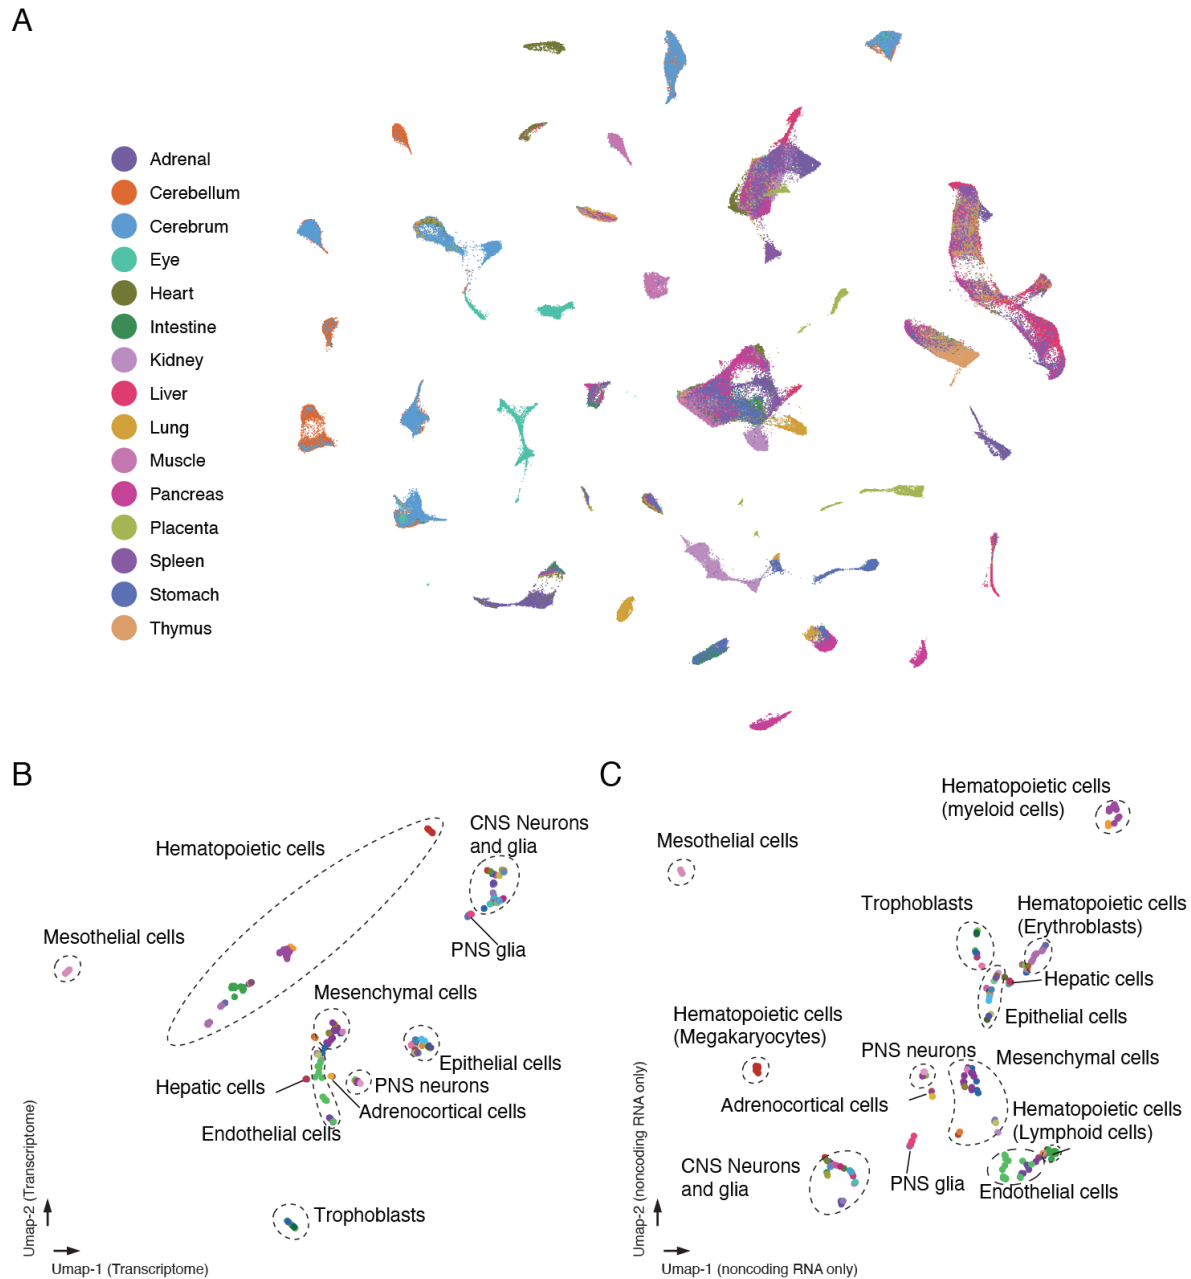 A
Adrenal
Cerebellum
Cerebrum
Eye
Heart
Intestine
Kidney
Liver
Lung
Muscle
Pancreas
Placenta
Spleen
Stomach
Thymus
B
Hematopoietic cells
CNS Neurons
and glia
PNS glia
Mesothelial cells
Mesenchymal cells
Epithelial cells
Hepatic cells
PNS neurons
Adrenocortical cells
Endothelial cells
Trophoblasts
Umap-2 (Transcriptome)
Umap-1 (Transcriptome)
C
Hematopoietic cells
(myeloid cells)
Mesothelial cells
Trophoblasts
Hematopoietic cells
(Erythroblasts)
Hepatic cells
Epithelial cells
Hematopoietic cells
(Megakaryocytes)
PNS neurons
Mesenchymal cells
Adrenocortical cells
Hematopoietic cells
(Lymphoid cells)
CNS Neurons
and glia
PNS glia
Endothelial cells
Umap-2 (noncoding RNA only)
Umap-1 (noncoding RNA only)